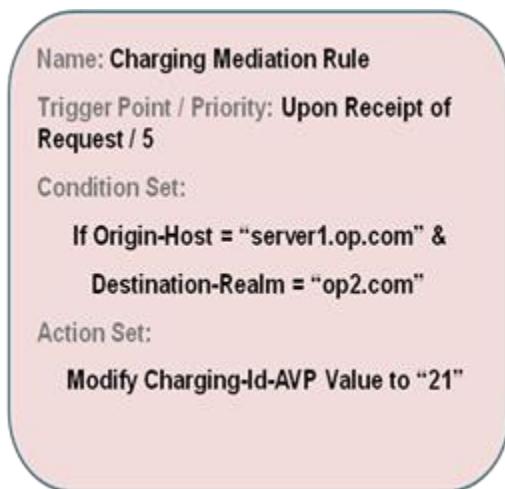 Name: Charging Mediation Rule
Trigger Point / Priority: Upon Receipt of
Request / 5
Condition Set:
If Origin-Host = “server1.op.com” &
Destination-Realm = “op2.com”
Action Set:
Modify Charging-Id-AVP Value to “21”